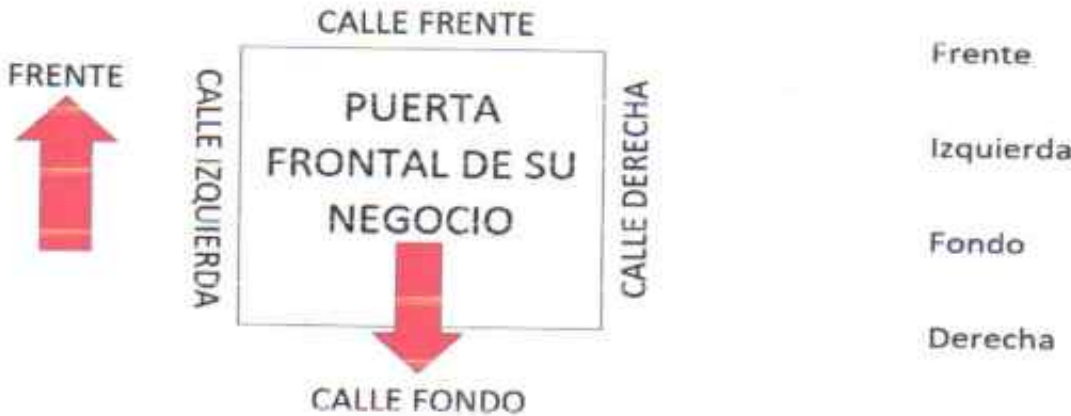 CALLE FRENTE
FRENTE
CALLE IZQUIERDA
PUERTA
FRONTAL DE SU
NEGOCIO
CALLE DERECHA
CALLE FONDO
Frente
Izquierda
Fondo
Derecha